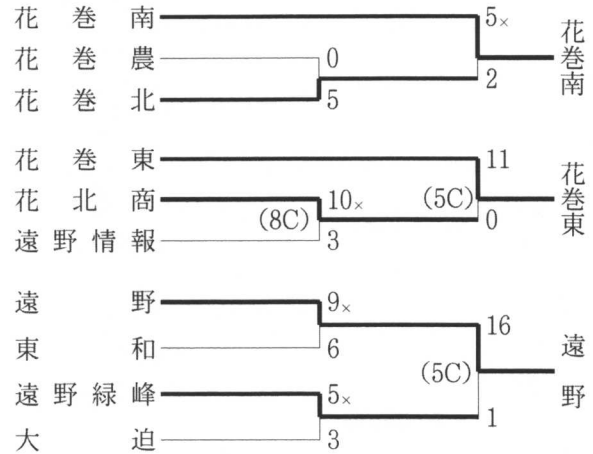 花巻南 5×
花巻農 0
花巻北 5
2
花巻南
花巻東 11
花北商 10×
(8C)
遠野情報 3
(5C)
0
花巻東
遠野 9×
東和 6
16
遠野緑峰 5×
大迫 3
(5C)
1
遠野